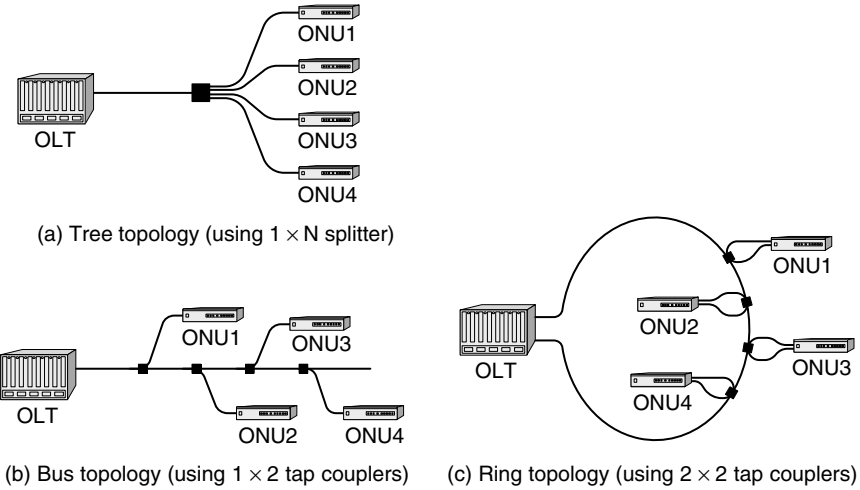 ONU1
ONU2
OLT
ONU3
ONU4
(a) Tree topology (using 1 × N splitter)
ONU1
ONU3
OLT
ONU2
ONU4
(b) Bus topology (using 1 × 2 tap couplers)
ONU1
ONU2
OLT
ONU3
ONU4
(c) Ring topology (using 2 × 2 tap couplers)